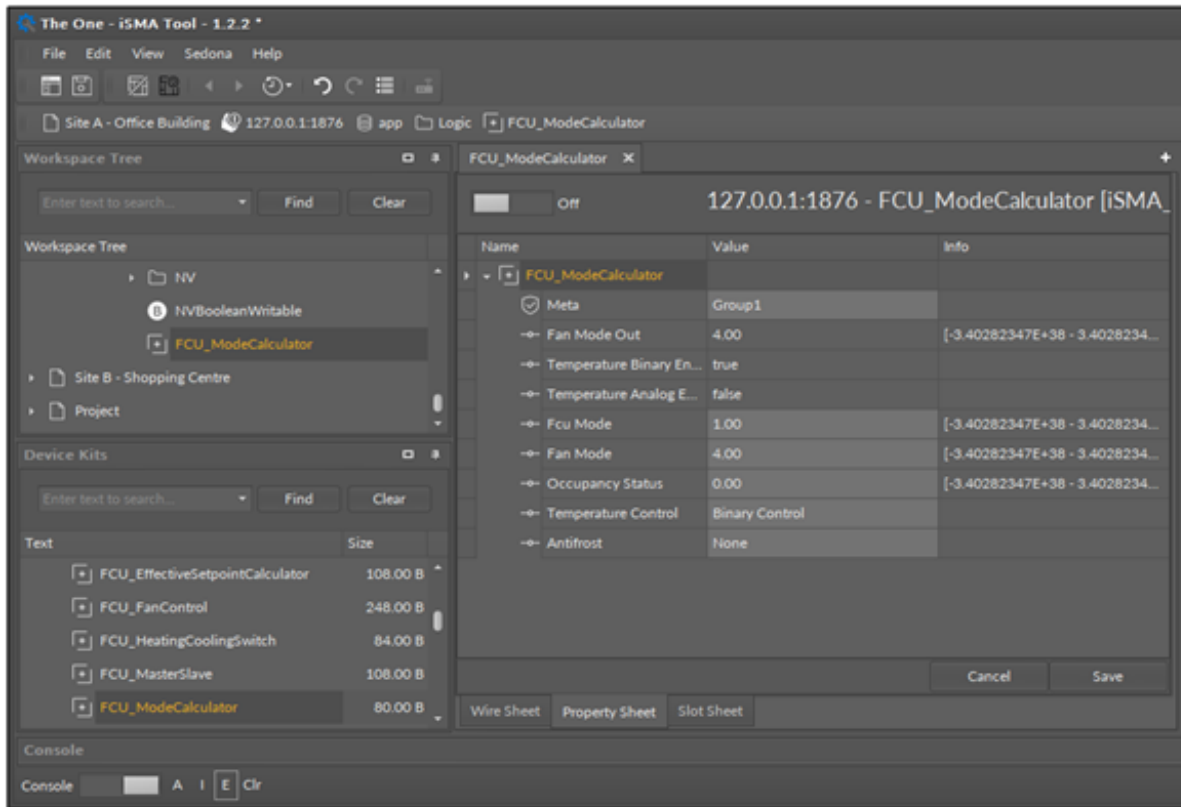 The One - iSMA Tool - 1.2.2 *
File Edit View Sedona Help
Site A - Office Building 127.0.0.1:1876 app Logic FCU_ModeCalculator
Workspace Tree
Enter text to search... Find Clear
Workspace Tree
NV
B NVBooleanWritable
FCU_ModeCalculator
Site B - Shopping Centre
Project
Device Kits
Enter text to search... Find Clear
Text Size
FCU_EffectiveSetpointCalculator 108.00 B
FCU_FanControl 248.00 B
FCU_HeatingCoolingSwitch 84.00 B
FCU_MasterSlave 108.00 B
FCU_ModeCalculator 80.00 B
FCU_ModeCalculator
Off 127.0.0.1:1876 - FCU_ModeCalculator [iSMA_
Name Value Info
FCU_ModeCalculator
Meta Group1
Fan Mode Out 4.00 [-3.40282347E+38 - 3.4028234...
Temperature Binary En... true
Temperature Analog E... false
Fcu Mode 1.00 [-3.40282347E+38 - 3.4028234...
Fan Mode 4.00 [-3.40282347E+38 - 3.4028234...
Occupancy Status 0.00 [-3.40282347E+38 - 3.4028234...
Temperature Control Binary Control
Antifrost None
Cancel Save
Wire Sheet Property Sheet Slot Sheet
Console
Console A I E Clr